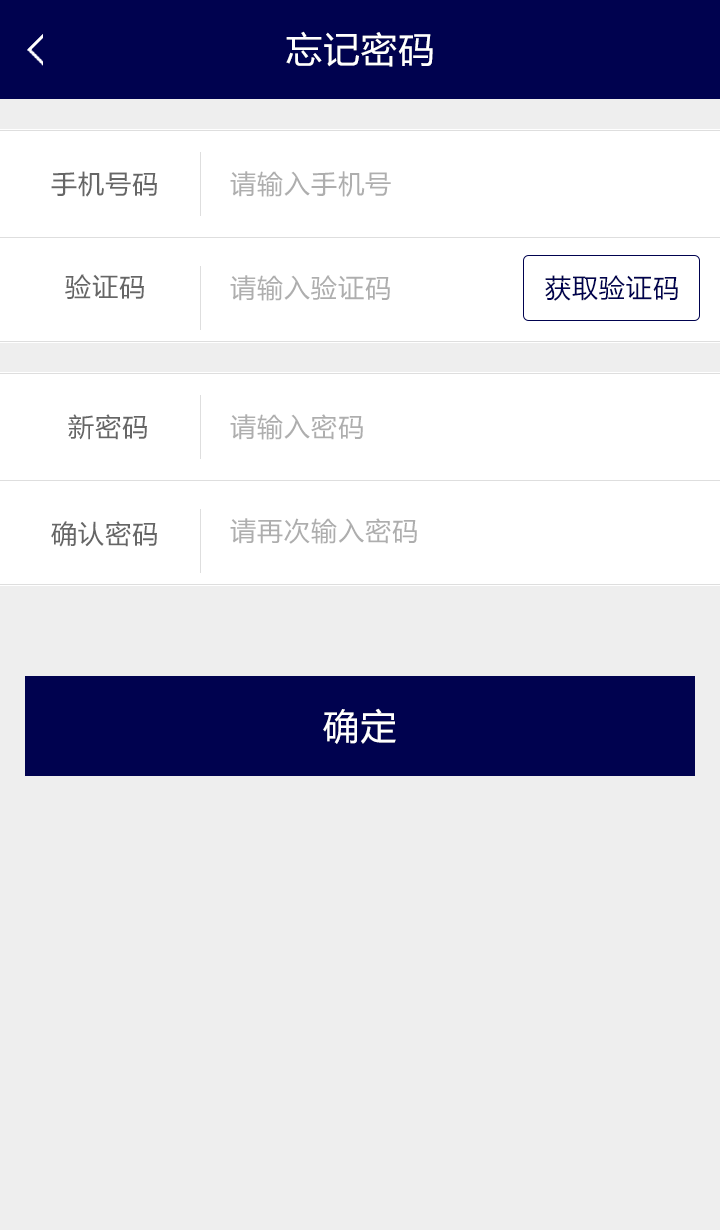 忘记密码
手机号码 请输入手机号
验证码 请输入验证码 获取验证码
新密码 请输入密码
确认密码 请再次输入密码
确定